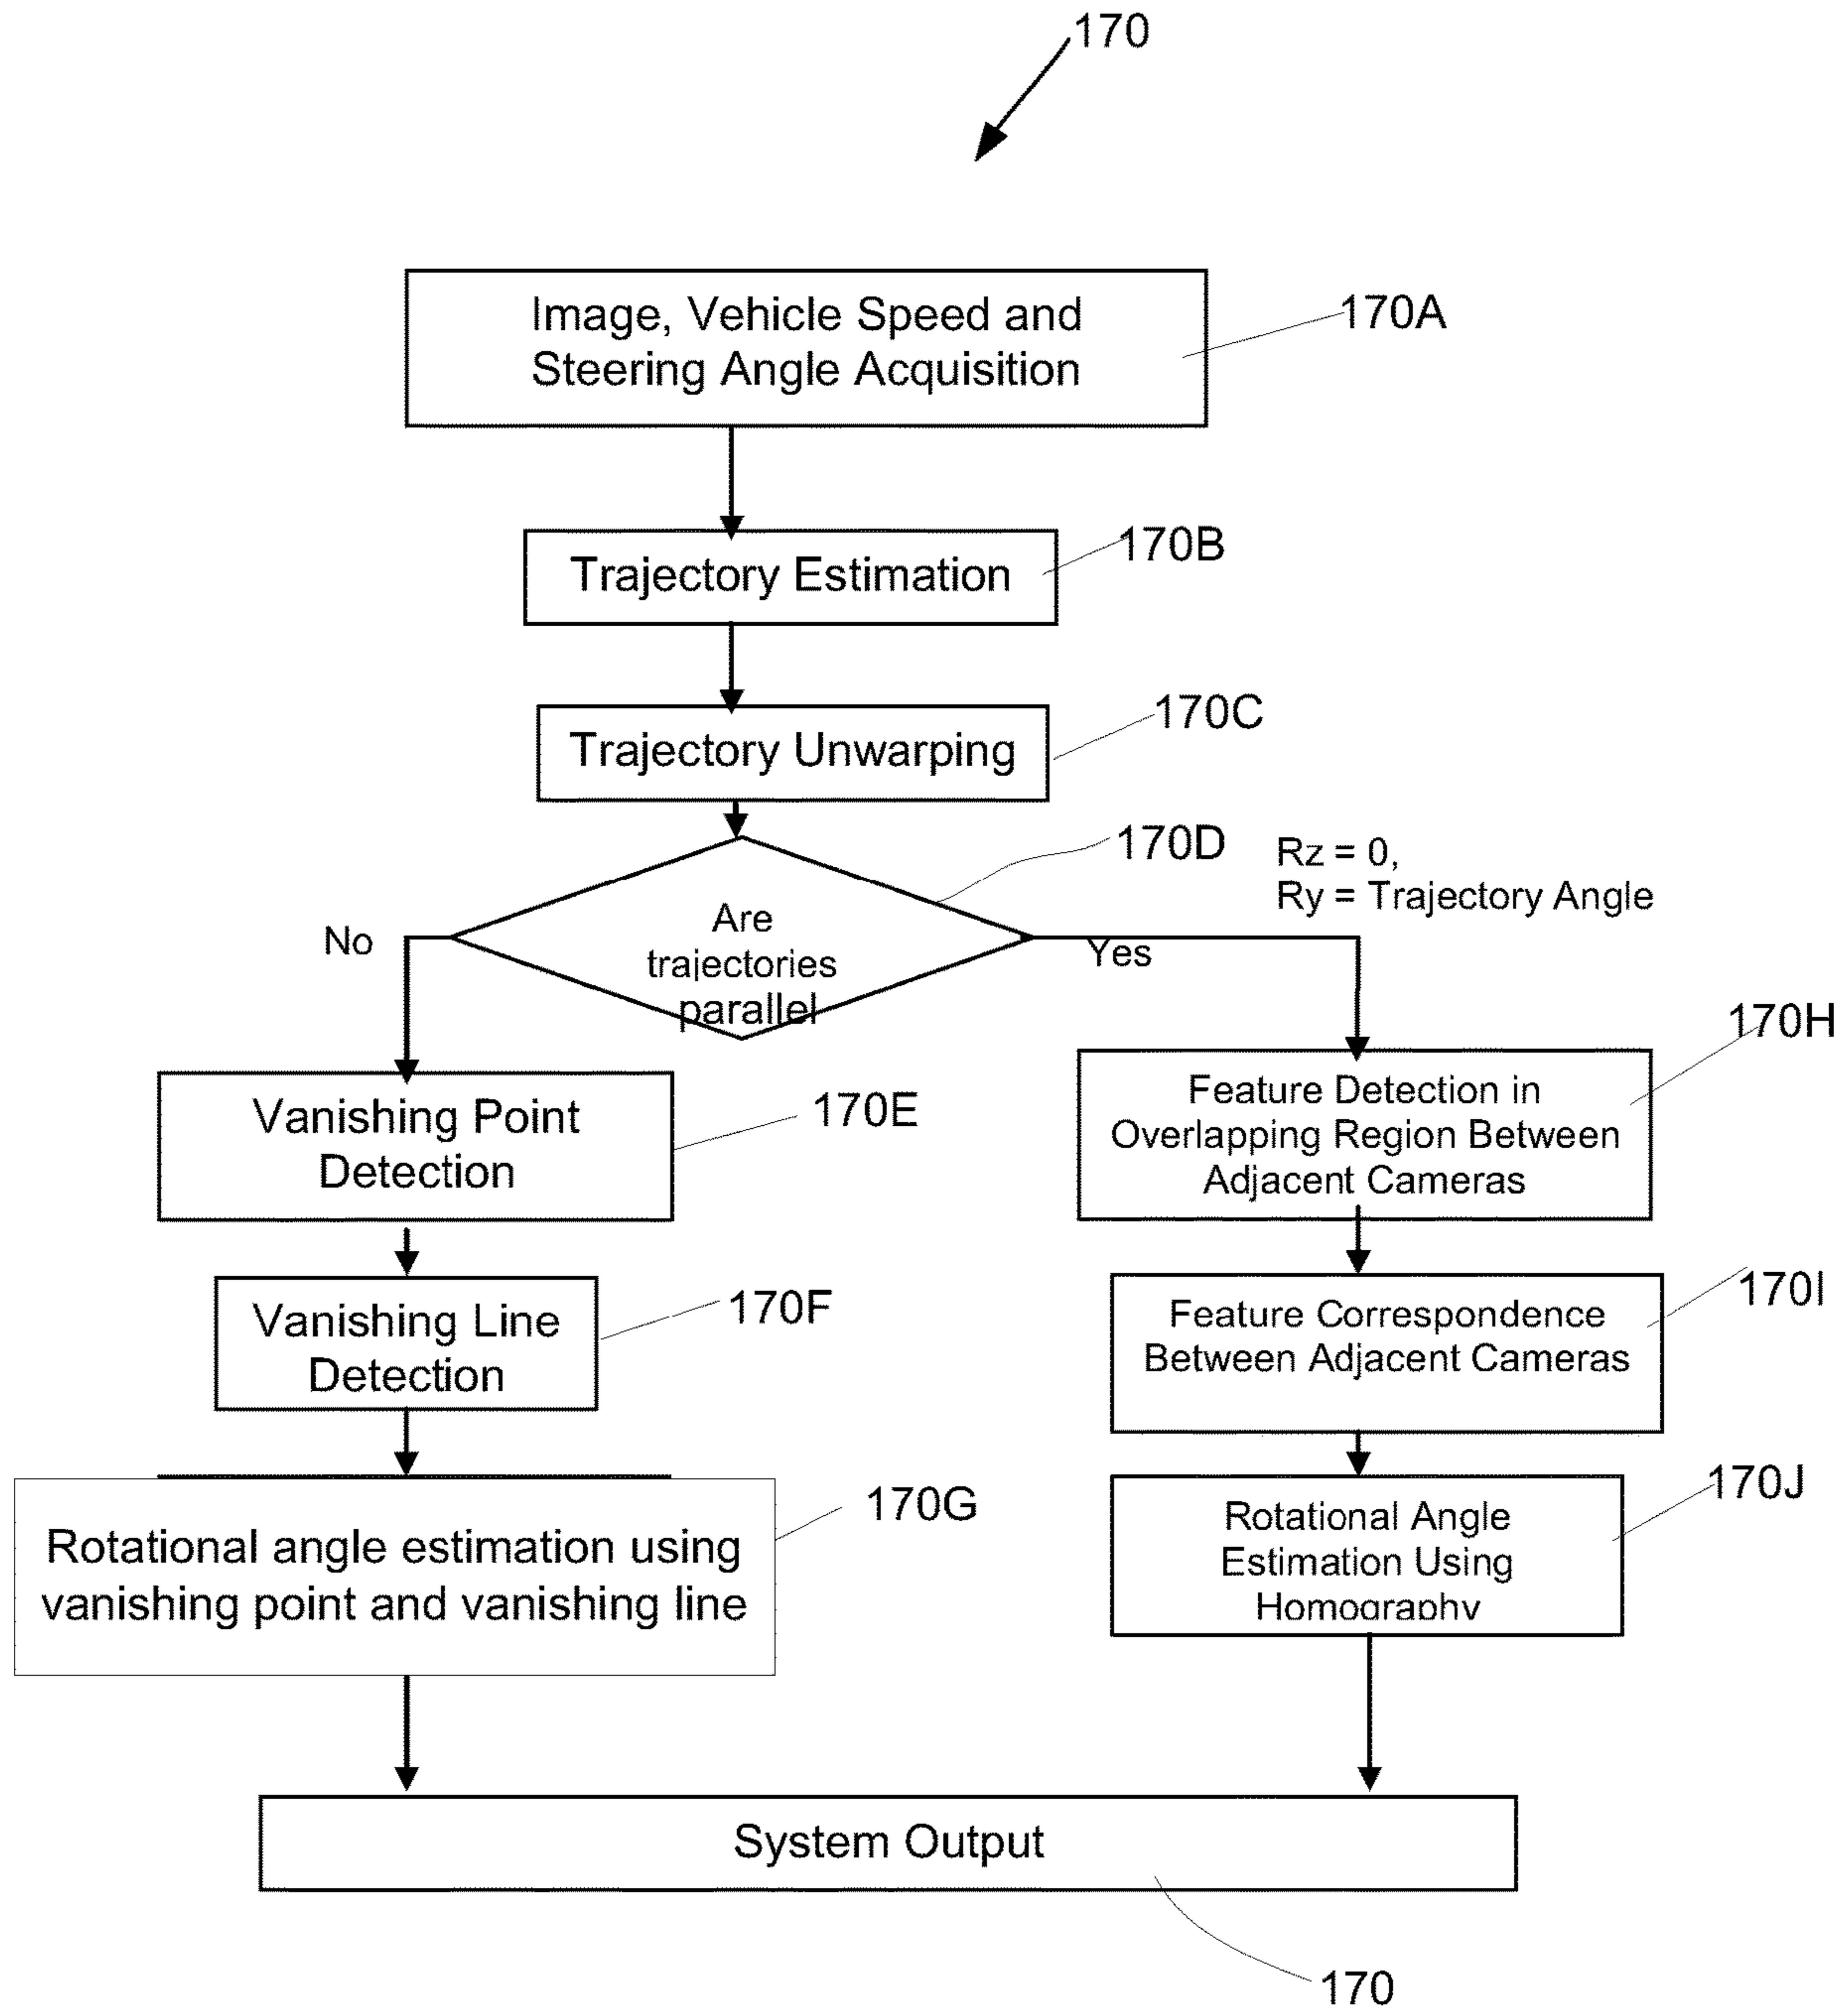 170
Image, Vehicle Speed and
Steering Angle Acquisition
170A
Trajectory Estimation
170B
Trajectory Unwarping
170C
170D
Rz = 0,
Ry = Trajectory Angle
Are
trajectories
parallel
No
Yes
Vanishing Point
Detection
170E
Feature Detection in
Overlapping Region Between
Adjacent Cameras
170H
Vanishing Line
Detection
170F
Feature Correspondence
Between Adjacent Cameras
170I
Rotational angle estimation using
vanishing point and vanishing line
170G
Rotational Angle
Estimation Using
Homography
170J
System Output
170